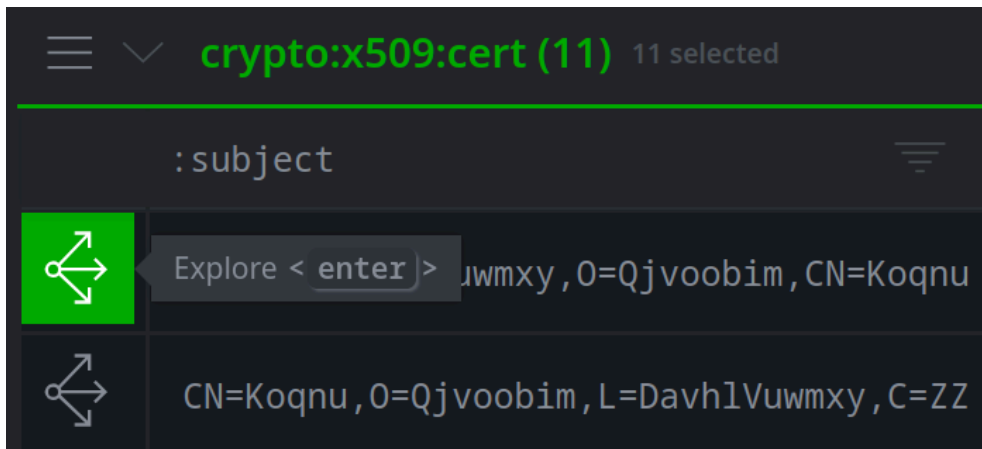 crypto:x509:cert (11) 11 selected
:subject
Explore <enter> uwmxy,O=Qjvoobim,CN=Koqnu
CN=Koqnu,O=Qjvoobim,L=DavhlVuwmxy,C=ZZ